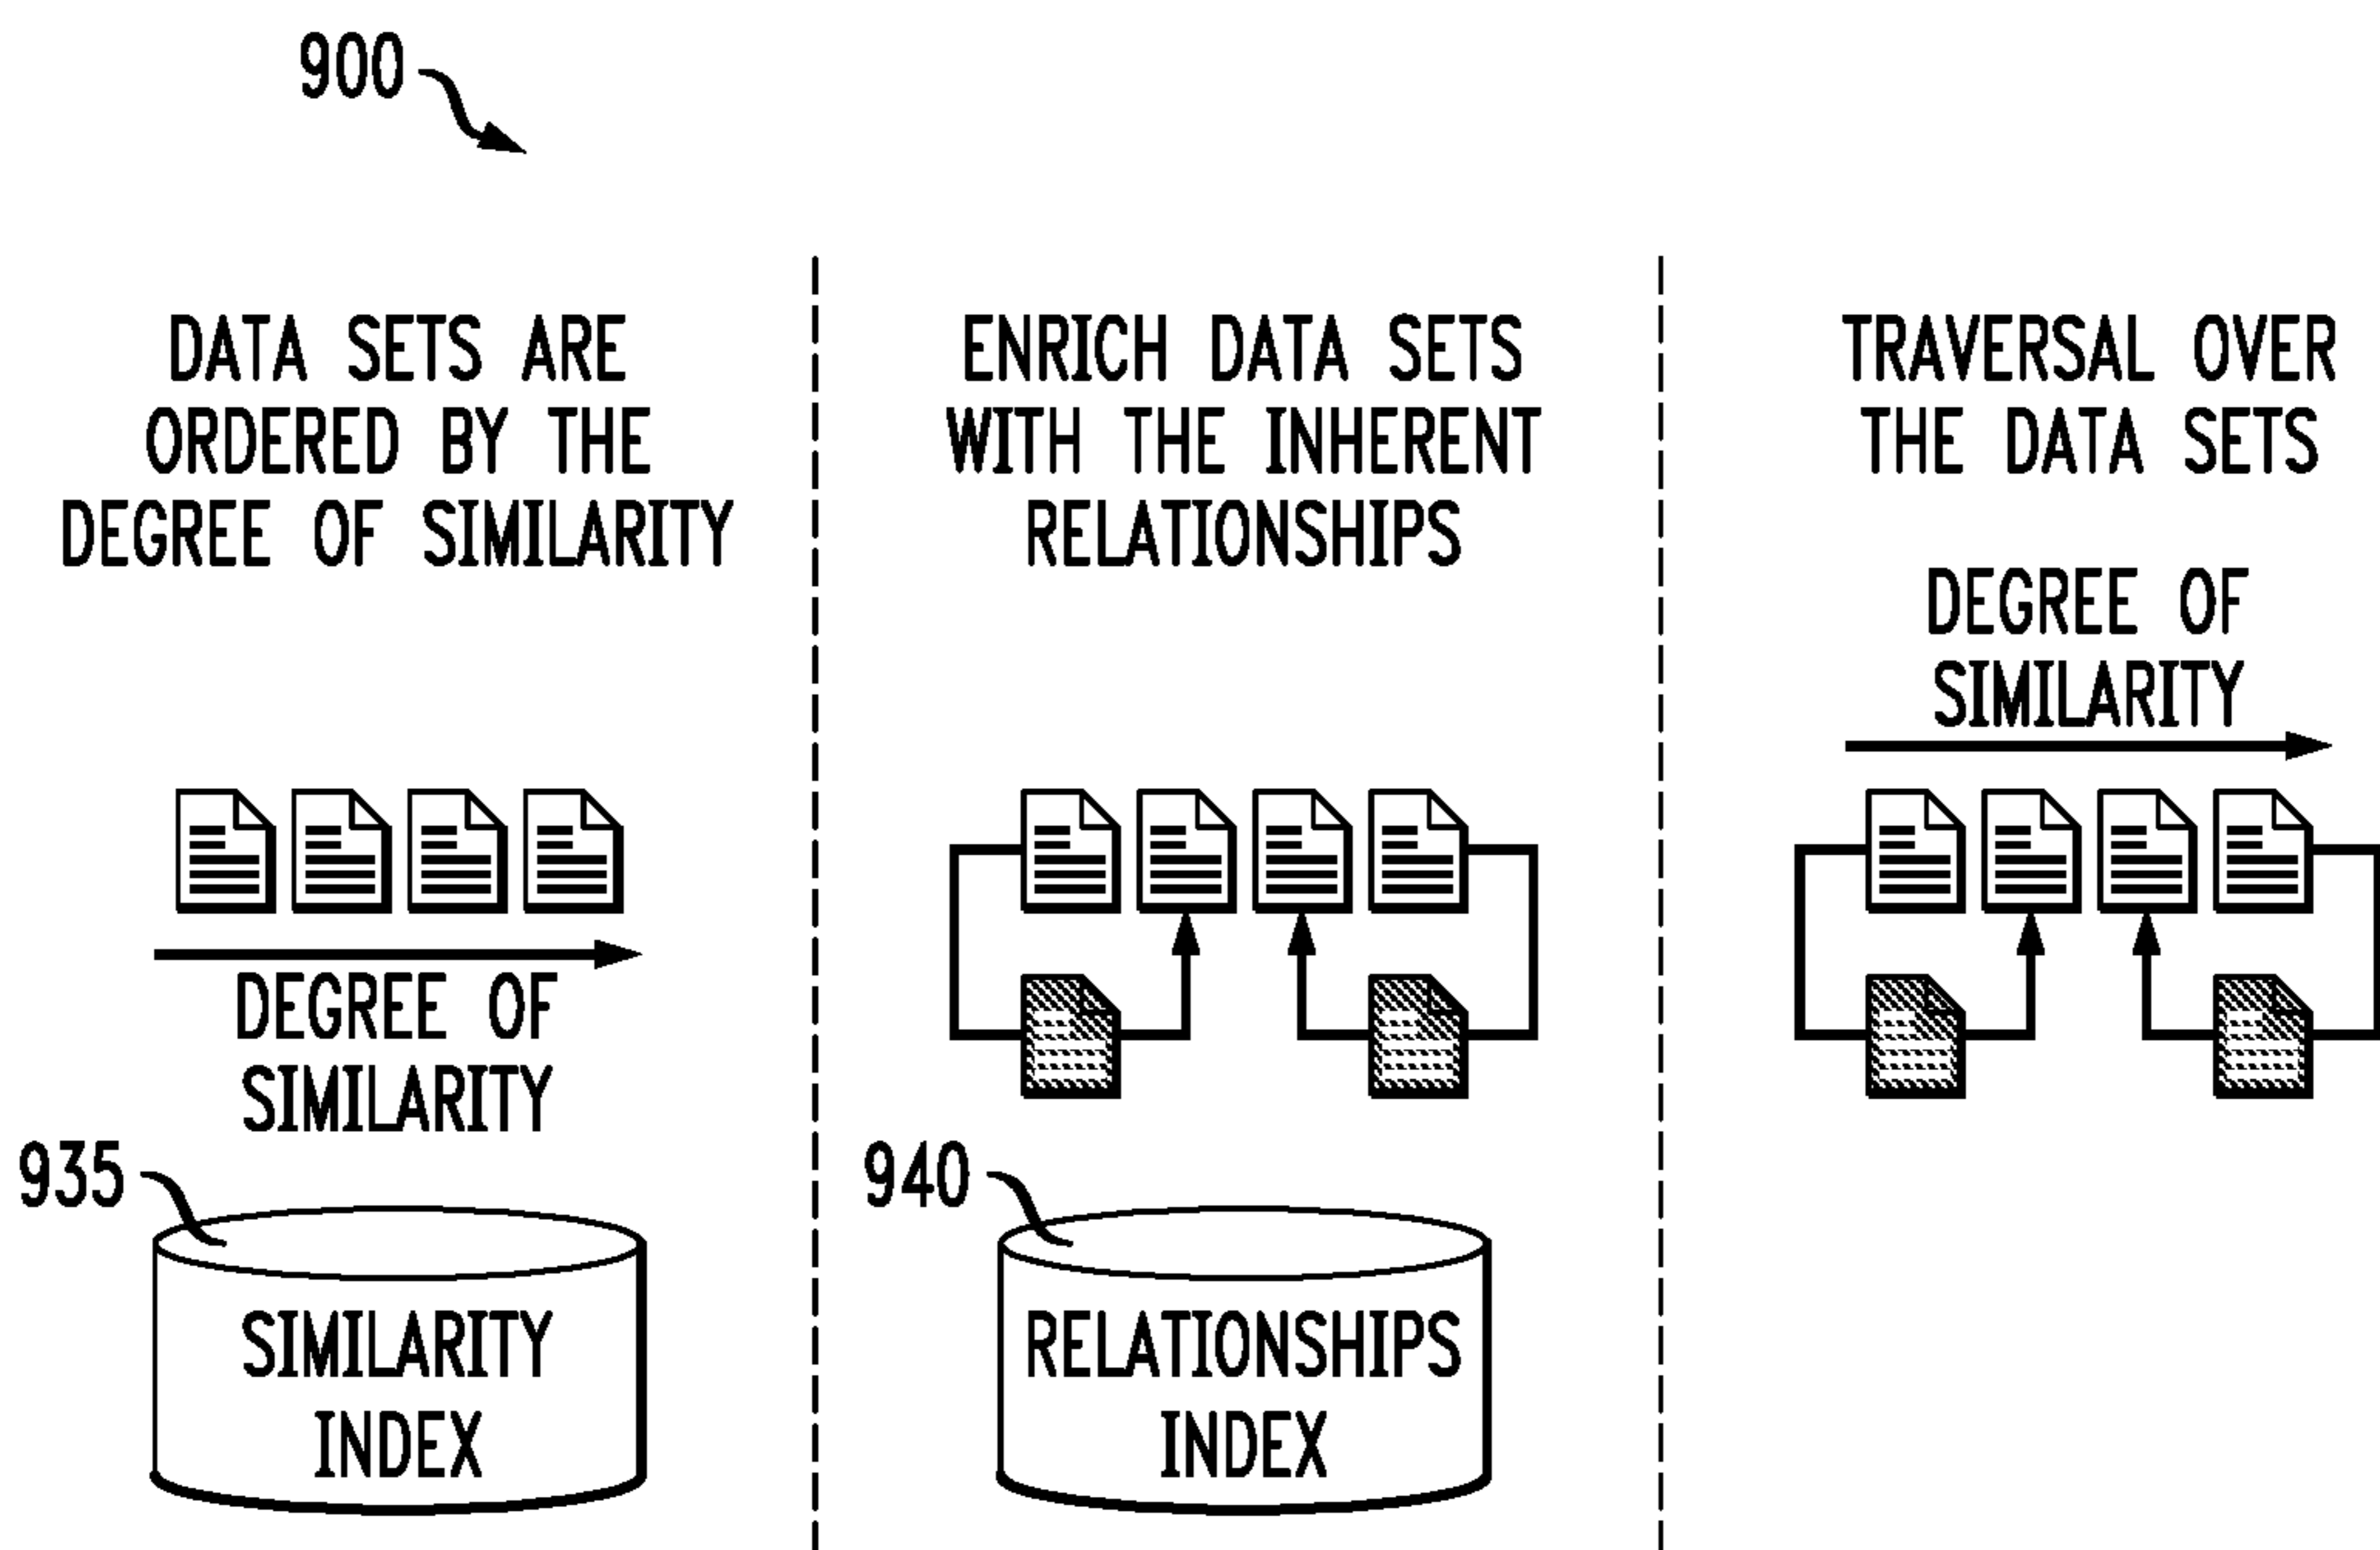 900
DATA SETS ARE
ORDERED BY THE
DEGREE OF SIMILARITY
DEGREE OF
SIMILARITY
935
SIMILARITY
INDEX
ENRICH DATA SETS
WITH THE INHERENT
RELATIONSHIPS
940
RELATIONSHIPS
INDEX
TRAVERSAL OVER
THE DATA SETS
DEGREE OF
SIMILARITY